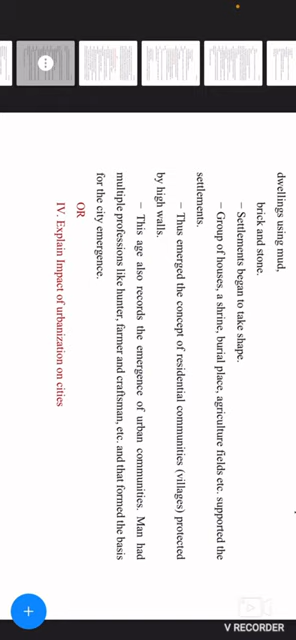 dwellings using mud,
brick and stone.
– Settlements began to take shape.
– Group of houses, a shrine, burial place, agriculture fields etc. supported the
settlements.
– Thus emerged the concept of residential communities (villages) protected
by high walls.
– This age also records the emergence of urban communities. Man had
multiple professions like hunter, farmer and craftsman, etc. and that formed the basis
for the city emergence.
OR
IV. Explain Impact of urbanization on cities
V RECORDER